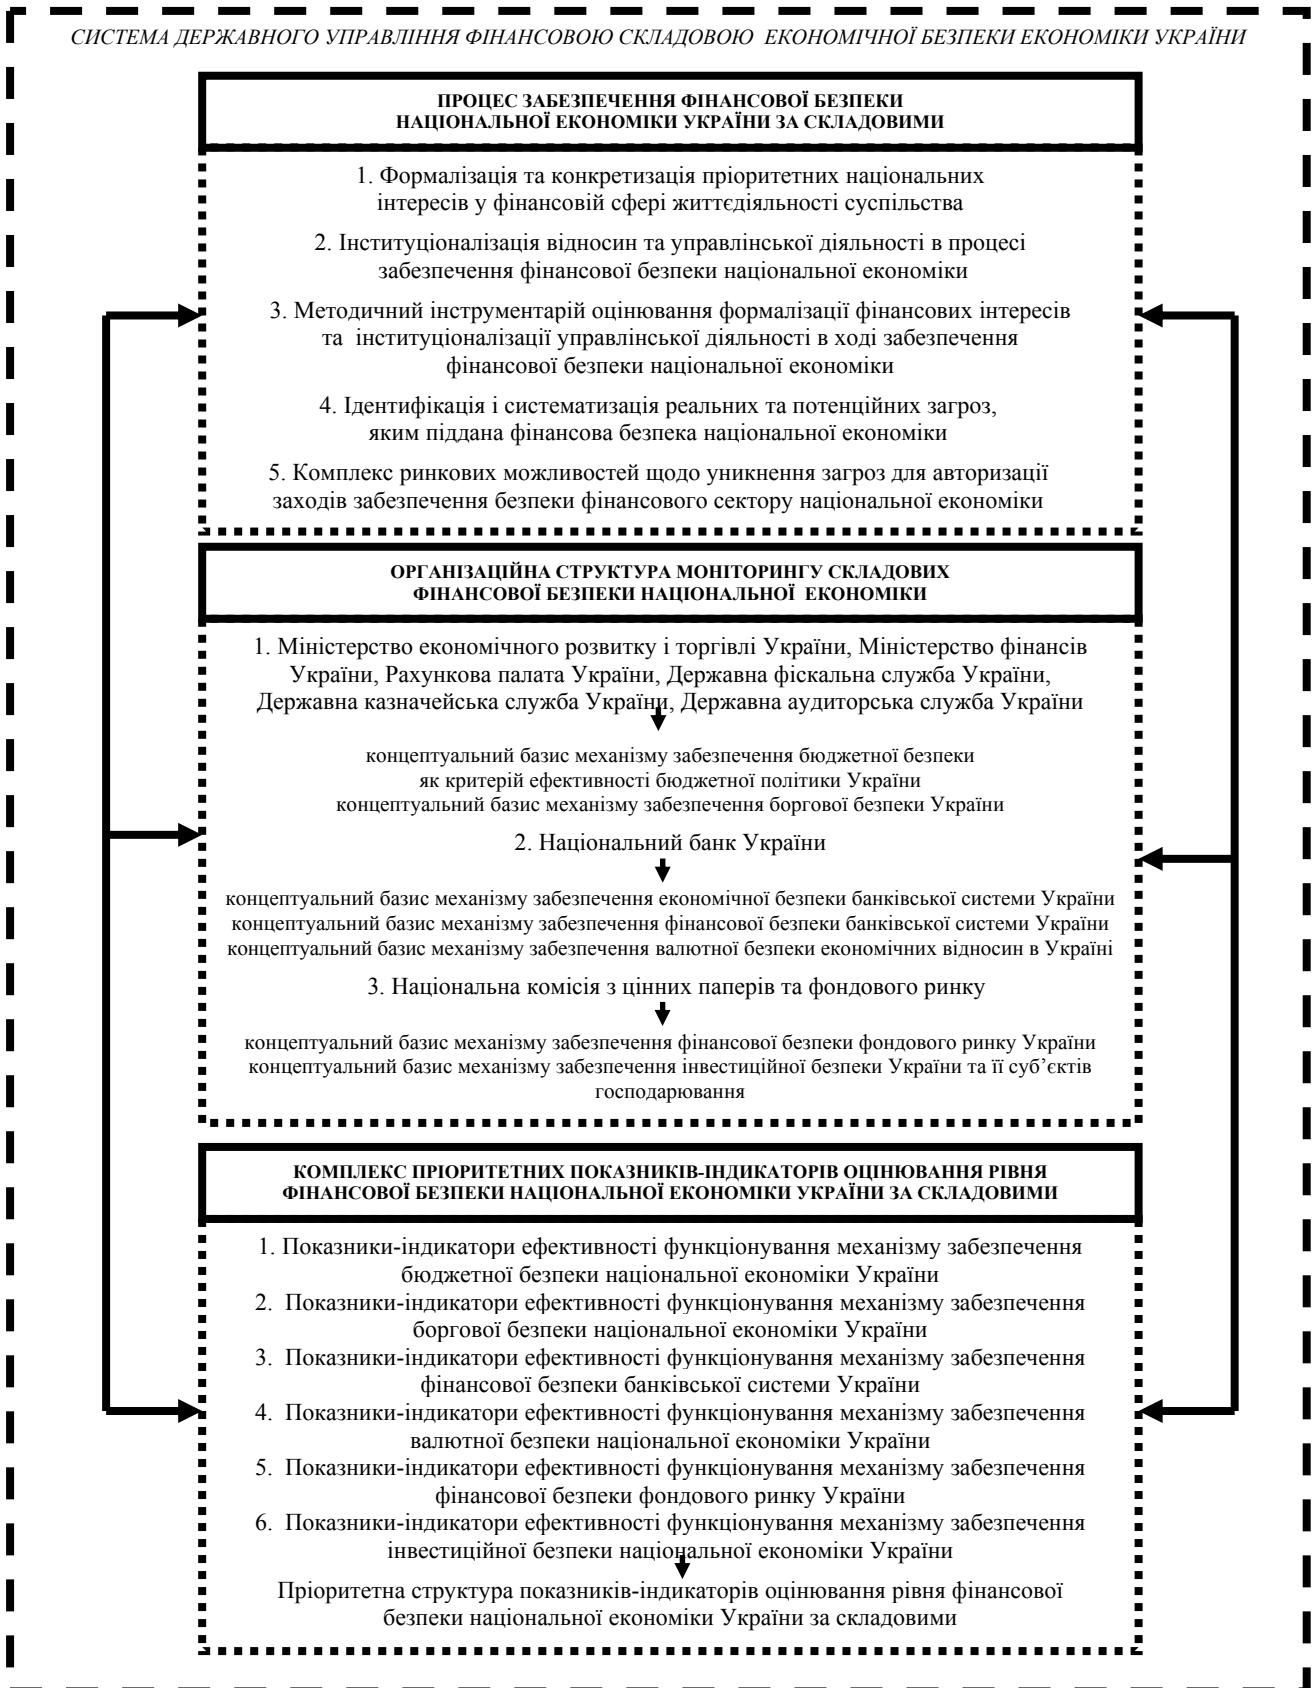 СИСТЕМА ДЕРЖАВНОГО УПРАВЛІННЯ ФІНАНСОВОЮ СКЛАДОВОЮ ЕКОНОМІЧНОЇ БЕЗПЕКИ ЕКОНОМІКИ УКРАЇНИ
ПРОЦЕС ЗАБЕЗПЕЧЕННЯ ФІНАНСОВОЇ БЕЗПЕКИ
НАЦІОНАЛЬНОЇ ЕКОНОМІКИ УКРАЇНИ ЗА СКЛАДОВИМИ
1. Формалізація та конкретизація пріоритетних національних
інтересів у фінансовій сфері життєдіяльності суспільства
2. Інституціоналізація відносин та управлінської діяльності в процесі
забезпечення фінансової безпеки національної економіки
3. Методичний інструментарій оцінювання формалізації фінансових інтересів
та інституціоналізації управлінської діяльності в ході забезпечення
фінансової безпеки національної економіки
4. Ідентифікація і систематизація реальних та потенційних загроз,
яким піддана фінансова безпека національної економіки
5. Комплекс ринкових можливостей щодо уникнення загроз для авторизації
заходів забезпечення безпеки фінансового сектору національної економіки
ОРГАНІЗАЦІЙНА СТРУКТУРА МОНІТОРИНГУ СКЛАДОВИХ
ФІНАНСОВОЇ БЕЗПЕКИ НАЦІОНАЛЬНОЇ ЕКОНОМІКИ
1. Міністерство економічного розвитку і торгівлі України, Міністерство фінансів
України, Рахункова палата України, Державна фіскальна служба України,
Державна казначейська служба України, Державна аудиторська служба України
концептуальний базис механізму забезпечення бюджетної безпеки
як критерій ефективності бюджетної політики України
концептуальний базис механізму забезпечення боргової безпеки України
2. Національний банк України
концептуальний базис механізму забезпечення економічної безпеки банківської системи України
концептуальний базис механізму забезпечення фінансової безпеки банківської системи України
концептуальний базис механізму забезпечення валютної безпеки економічних відносин в Україні
3. Національна комісія з цінних паперів та фондового ринку
концептуальний базис механізму забезпечення фінансової безпеки фондового ринку України
концептуальний базис механізму забезпечення інвестиційної безпеки України та її суб’єктів
господарювання
КОМПЛЕКС ПРІОРИТЕТНИХ ПОКАЗНИКІВ-ІНДИКАТОРІВ ОЦІНЮВАННЯ РІВНЯ
ФІНАНСОВОЇ БЕЗПЕКИ НАЦІОНАЛЬНОЇ ЕКОНОМІКИ УКРАЇНИ ЗА СКЛАДОВИМИ
1. Показники-індикатори ефективності функціонування механізму забезпечення
бюджетної безпеки національної економіки України
2. Показники-індикатори ефективності функціонування механізму забезпечення
боргової безпеки національної економіки України
3. Показники-індикатори ефективності функціонування механізму забезпечення
фінансової безпеки банківської системи України
4. Показники-індикатори ефективності функціонування механізму забезпечення
валютної безпеки національної економіки України
5. Показники-індикатори ефективності функціонування механізму забезпечення
фінансової безпеки фондового ринку України
6. Показники-індикатори ефективності функціонування механізму забезпечення
інвестиційної безпеки національної економіки України
Пріоритетна структура показників-індикаторів оцінювання рівня фінансової
безпеки національної економіки України за складовими